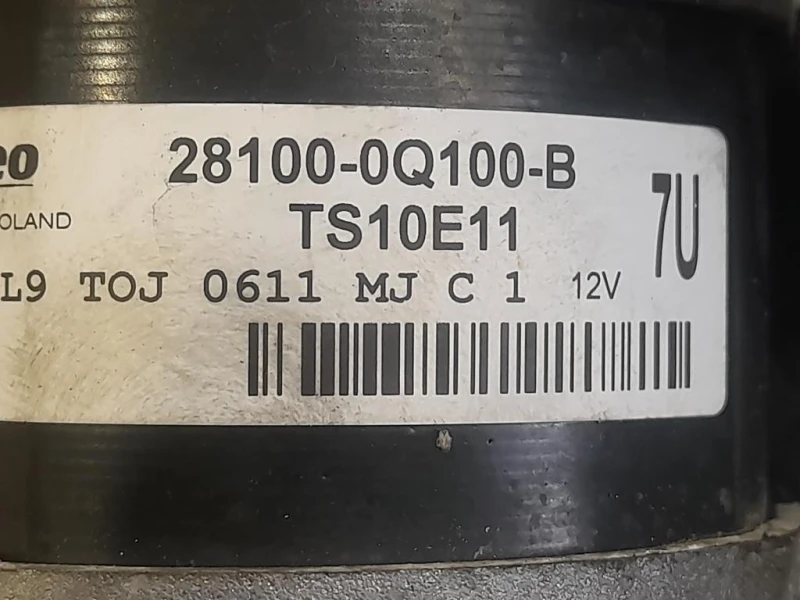 28100-0Q100-B
TS10E11
7U
L9 TOJ 0611 MJ C 1 12V